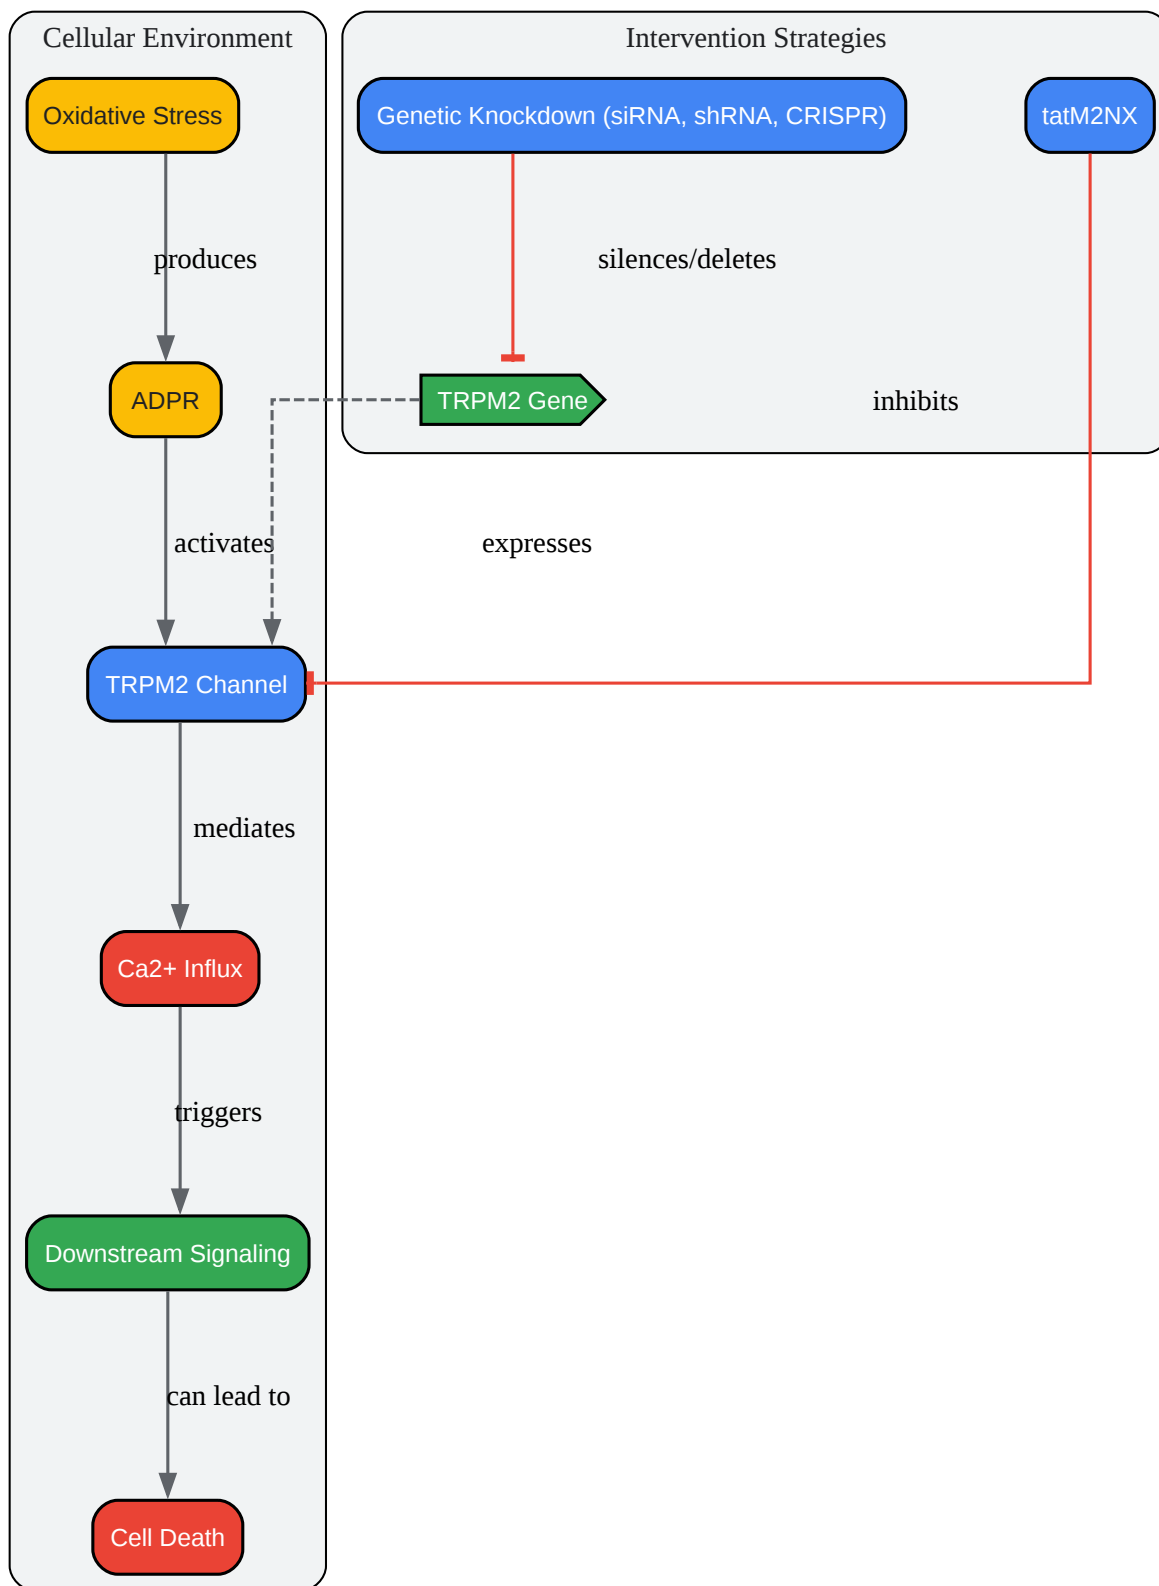 Cellular Environment
Intervention Strategies
Oxidative Stress
Genetic Knockdown (siRNA, shRNA, CRISPR)
tatM2NX
produces
silences/deletes
ADPR
TRPM2 Gene
inhibits
activates
expresses
TRPM2 Channel
mediates
Ca2+ Influx
triggers
Downstream Signaling
can lead to
Cell Death